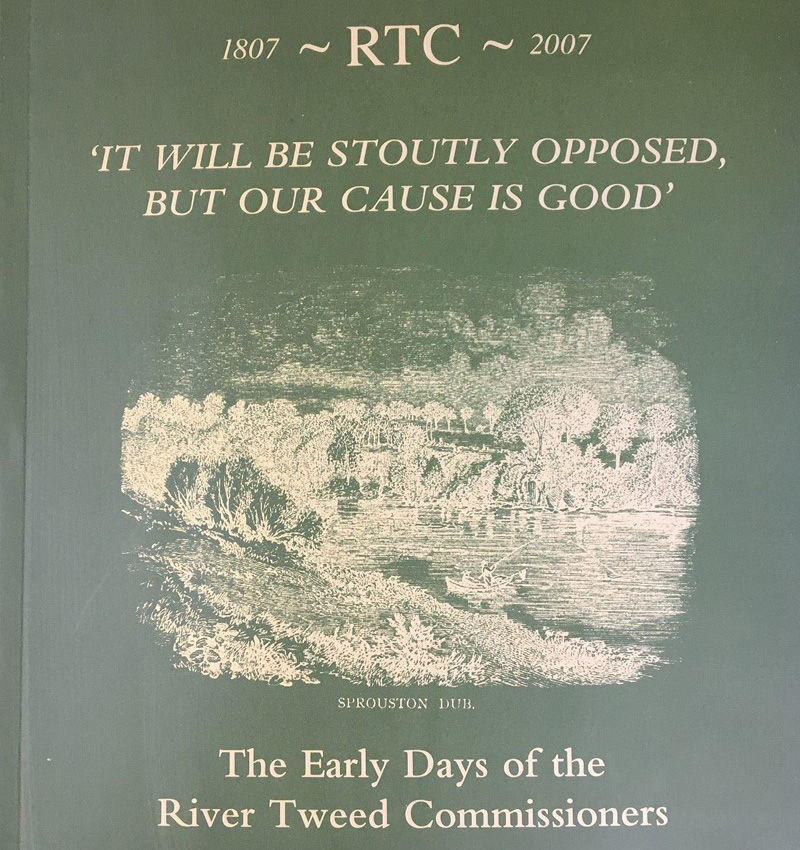 1807 ~ RTC ~ 2007
‘IT WILL BE STOUTLY OPPOSED,
BUT OUR CAUSE IS GOOD’
SPROUSTON DUB.
The Early Days of the
River Tweed Commissioners